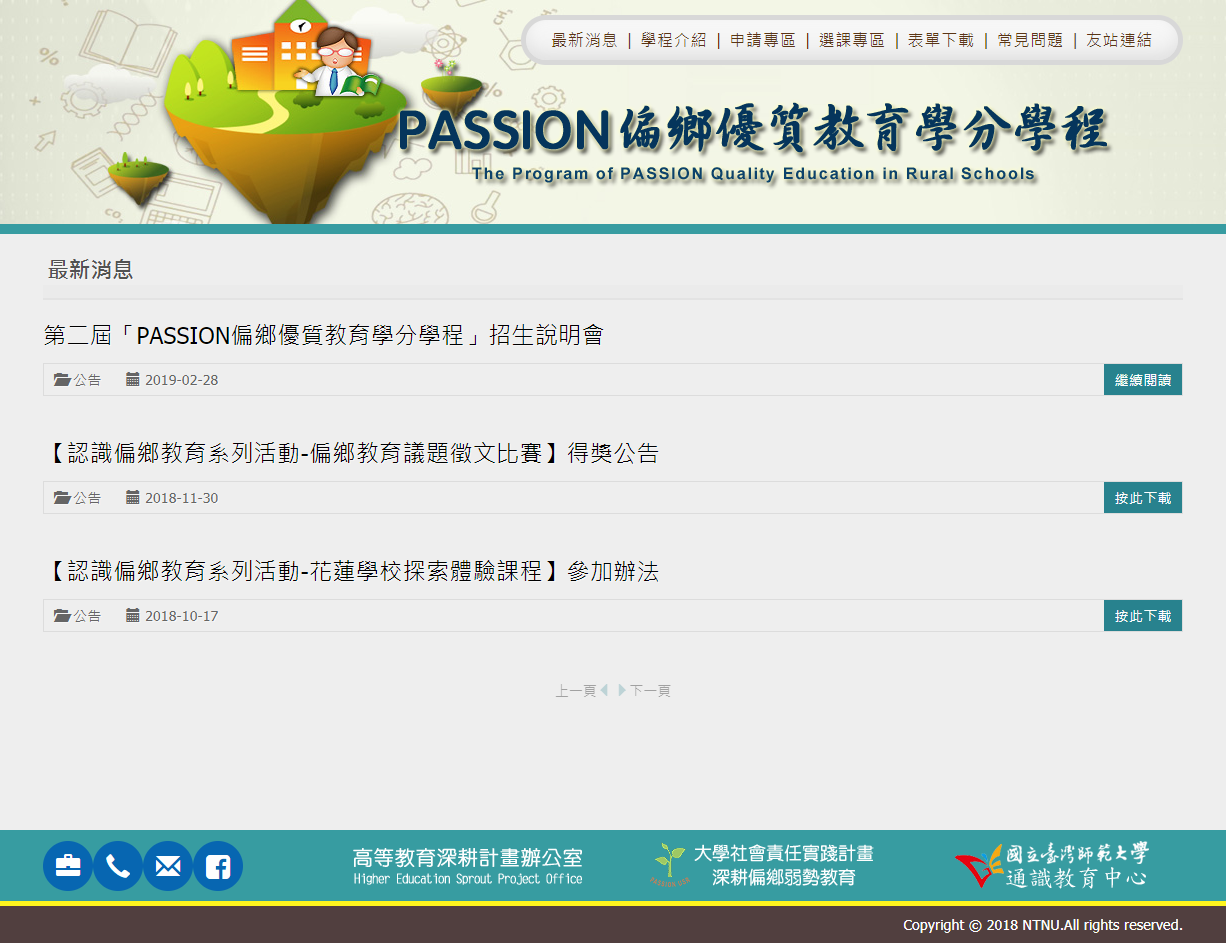 最新消息 | 學程介紹 | 申請專區 | 選課專區 | 表單下載 | 常見問題 | 友站連結
PASSION偏鄉優質教育學分學程
The Program of PASSION Quality Education in Rural Schools
最新消息
第二屆「PASSION偏鄉優質教育學分學程」招生說明會
公告 2019-02-28 繼續閱讀
【認識偏鄉教育系列活動-偏鄉教育議題徵文比賽】得獎公告
公告 2018-11-30 按此下載
【認識偏鄉教育系列活動-花蓮學校探索體驗課程】參加辦法
公告 2018-10-17 按此下載
上一頁 下一頁
高等教育深耕計畫辦公室
Higher Education Sprout Project Office
大學社會責任實踐計畫
深耕偏鄉弱勢教育
PASSION USR
國立臺灣師範大學
通識教育中心
Copyright © 2018 NTNU.All rights reserved.